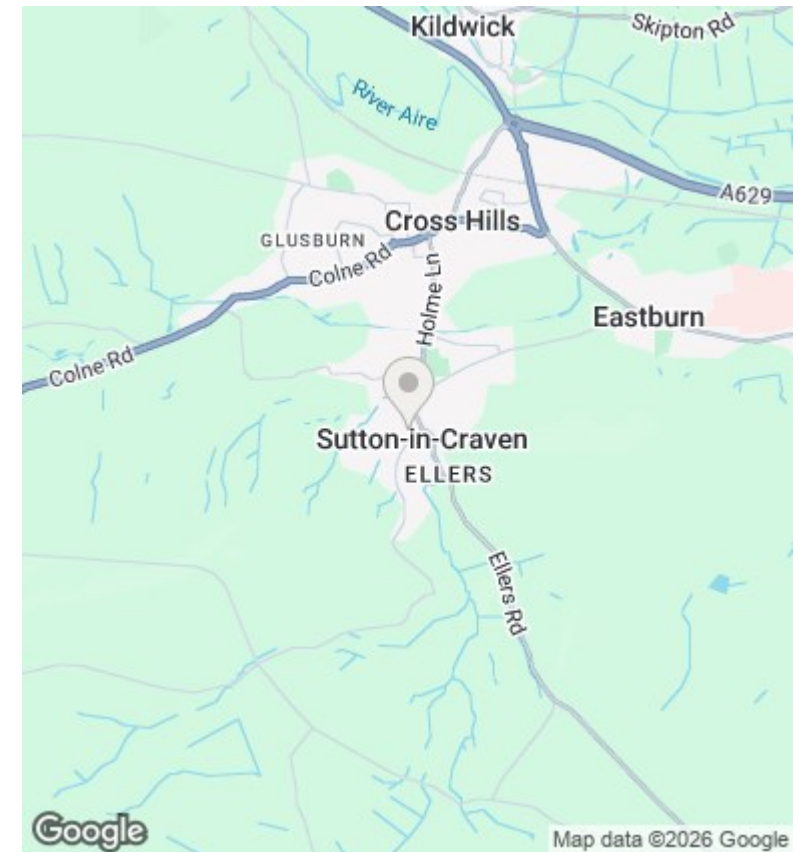 Kildwick
Skipton Rd
River Aire
A629
Cross Hills
GLUSBURN
Colne Rd
Holme Ln
Eastburn
Colne Rd
Sutton-in-Craven
ELLERS
Ellers Rd
Google
Map data ©2026 Google